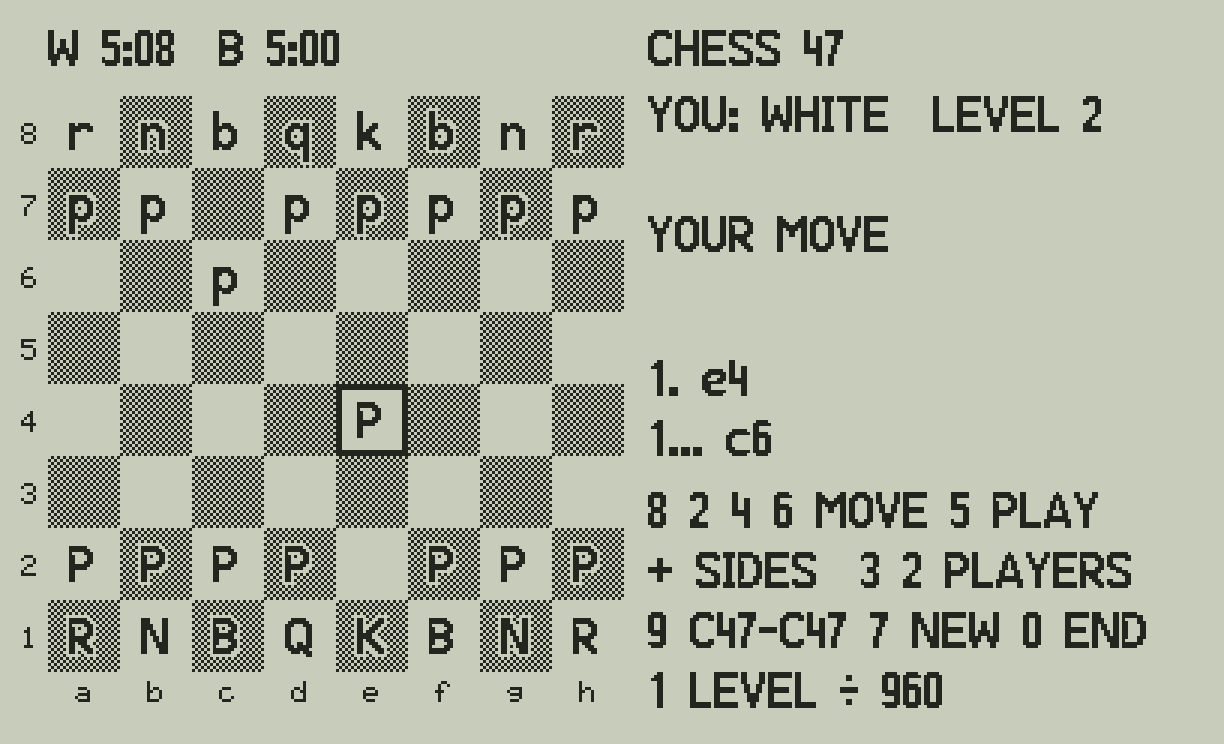 W 5:08 B 5:00
8 r n b q k b n r
7 p p p p p p p
6 p
5
4 P
3
2 P P P P P P P
1 R N B Q K B N R
a b c d e f g h
CHESS 47
YOU: WHITE LEVEL 2
YOUR MOVE
1. e4
1... c6
8 2 4 6 MOVE 5 PLAY
+ SIDES 3 2 PLAYERS
9 C47-C47 7 NEW 0 END
1 LEVEL ÷ 960